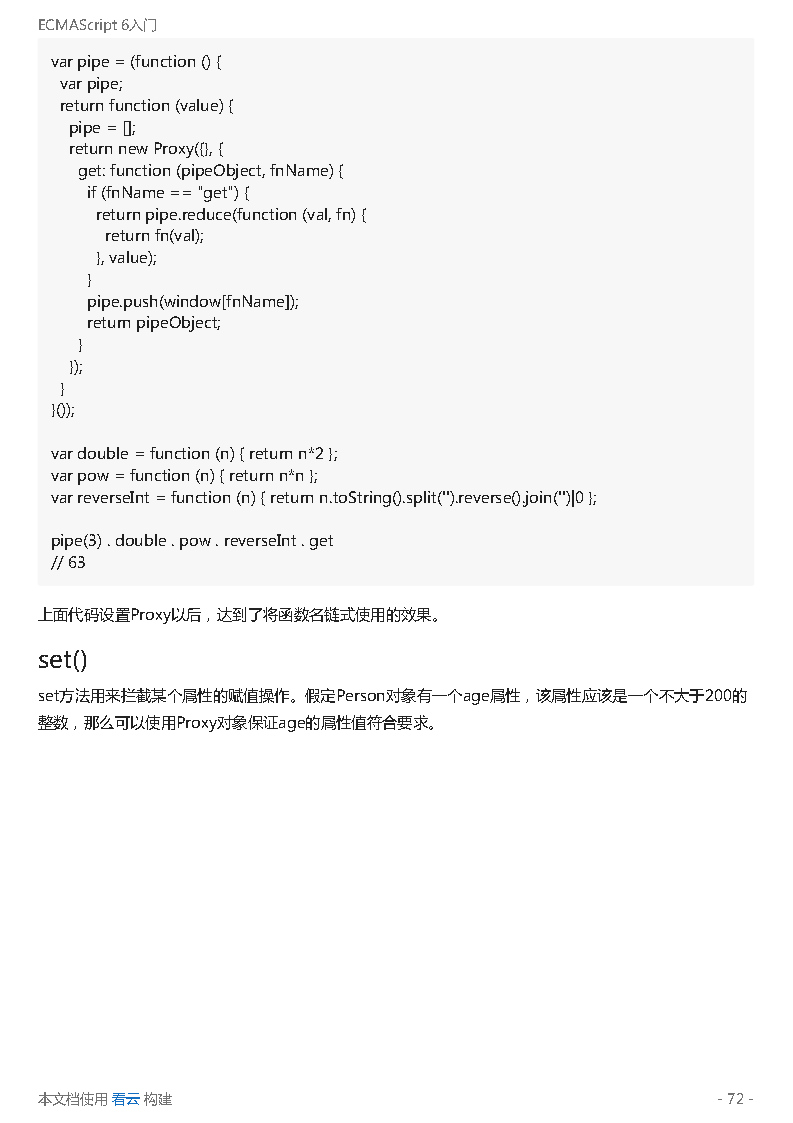 ECMAScript 6入门
var pipe = (function () {
  var pipe;
  return function (value) {
    pipe = [];
    return new Proxy({}, {
      get: function (pipeObject, fnName) {
        if (fnName == "get") {
          return pipe.reduce(function (val, fn) {
            return fn(val);
          }, value);
        }
        pipe.push(window[fnName]);
        return pipeObject;
      }
    });
  }
}());

var double = function (n) { return n*2 };
var pow = function (n) { return n*n };
var reverseInt = function (n) { return n.toString().split('').reverse().join('')|0 };

pipe(3) . double . pow . reverseInt . get
// 63
上面代码设置Proxy以后，达到了将函数名链式使用的效果。
set()
set方法用来拦截某个属性的赋值操作。假定Person对象有一个age属性，该属性应该是一个不大于200的
整数，那么可以使用Proxy对象保证age的属性值符合要求。
本文档使用 看云 构建
- 72 -